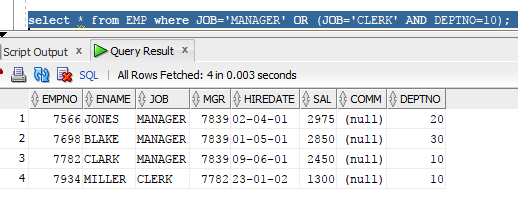 select * from EMP where JOB='MANAGER' OR (JOB='CLERK' AND DEPTNO=10);
Script Output x Query Result x
SQL | All Rows Fetched: 4 in 0.003 seconds
EMPNO ENAME JOB MGR HIREDATE SAL COMM DEPTNO
1 7566 JONES MANAGER 7839 02-04-01 2975 (null) 20
2 7698 BLAKE MANAGER 7839 01-05-01 2850 (null) 30
3 7782 CLARK MANAGER 7839 09-06-01 2450 (null) 10
4 7934 MILLER CLERK 7782 23-01-02 1300 (null) 10